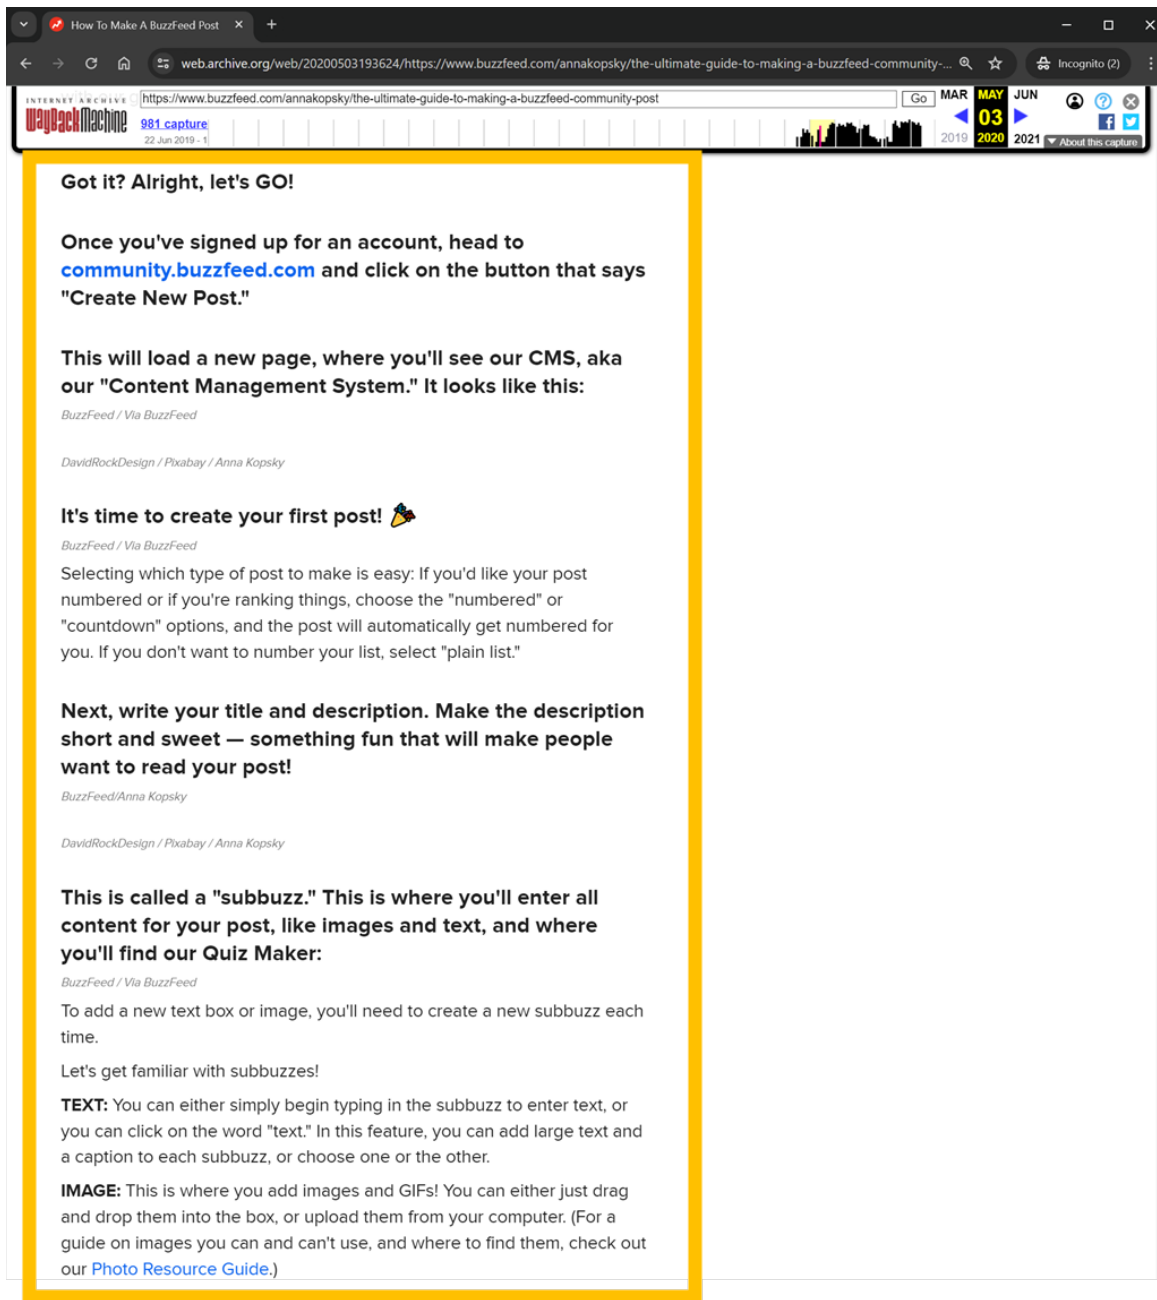 How To Make A BuzzFeed Post
web.archive.org/web/20200503193624/https://www.buzzfeed.com/annakopsky/the-ultimate-guide-to-making-a-buzzfeed-community-...
Incognito (2)
INTERNET ARCHIVE
WayBackMachine
https://www.buzzfeed.com/annakopsky/the-ultimate-guide-to-making-a-buzzfeed-community-post
Go
MAR MAY JUN
981 capture
03
22 Jun 2019 - 1
2019 2020 2021
About this capture
Got it? Alright, let's GO!
Once you've signed up for an account, head to
community.buzzfeed.com and click on the button that says
"Create New Post."
This will load a new page, where you'll see our CMS, aka
our "Content Management System." It looks like this:
BuzzFeed / Via BuzzFeed
DavidRockDesign / Pixabay / Anna Kopsky
It's time to create your first post! 🎉
BuzzFeed / Via BuzzFeed
Selecting which type of post to make is easy: If you'd like your post
numbered or if you're ranking things, choose the "numbered" or
"countdown" options, and the post will automatically get numbered for
you. If you don't want to number your list, select "plain list."
Next, write your title and description. Make the description
short and sweet — something fun that will make people
want to read your post!
BuzzFeed/Anna Kopsky
DavidRockDesign / Pixabay / Anna Kopsky
This is called a "subbuzz." This is where you'll enter all
content for your post, like images and text, and where
you'll find our Quiz Maker:
BuzzFeed / Via BuzzFeed
To add a new text box or image, you'll need to create a new subbuzz each
time.
Let's get familiar with subbuzzes!
TEXT: You can either simply begin typing in the subbuzz to enter text, or
you can click on the word "text." In this feature, you can add large text and
a caption to each subbuzz, or choose one or the other.
IMAGE: This is where you add images and GIFs! You can either just drag
and drop them into the box, or upload them from your computer. (For a
guide on images you can and can't use, and where to find them, check out
our Photo Resource Guide.)